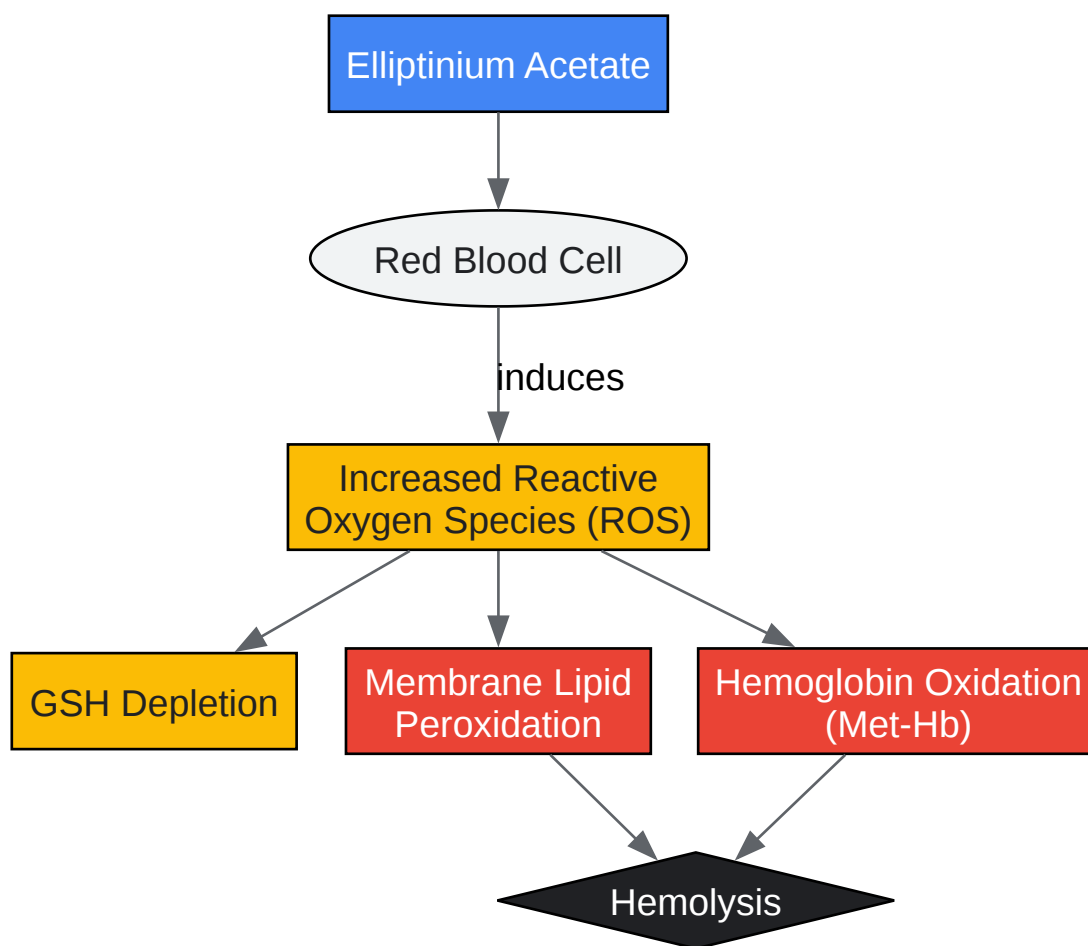 Elliptinium Acetate
Red Blood Cell
induces
Increased Reactive
Oxygen Species (ROS)
GSH Depletion
Membrane Lipid
Peroxidation
Hemoglobin Oxidation
(Met-Hb)
Hemolysis